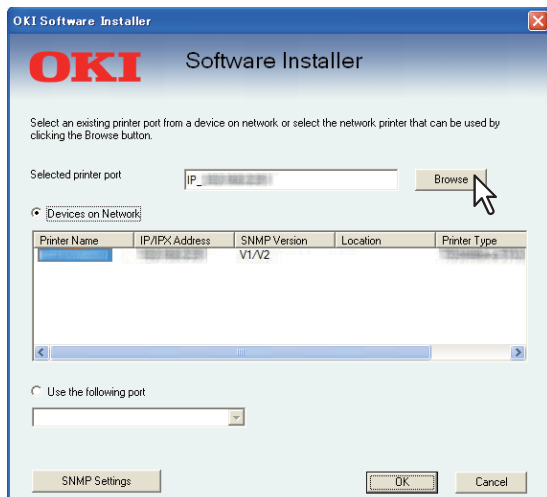 OKI Software Installer
OKI Software Installer
Select an existing printer port from a device on network or select the network printer that can be used by
clicking the Browse button.
Selected printer port IP_ Browse
Devices on Network
Printer Name IP/IPX Address SNMP Version Location Printer Type
V1/V2
Use the following port
SNMP Settings OK Cancel